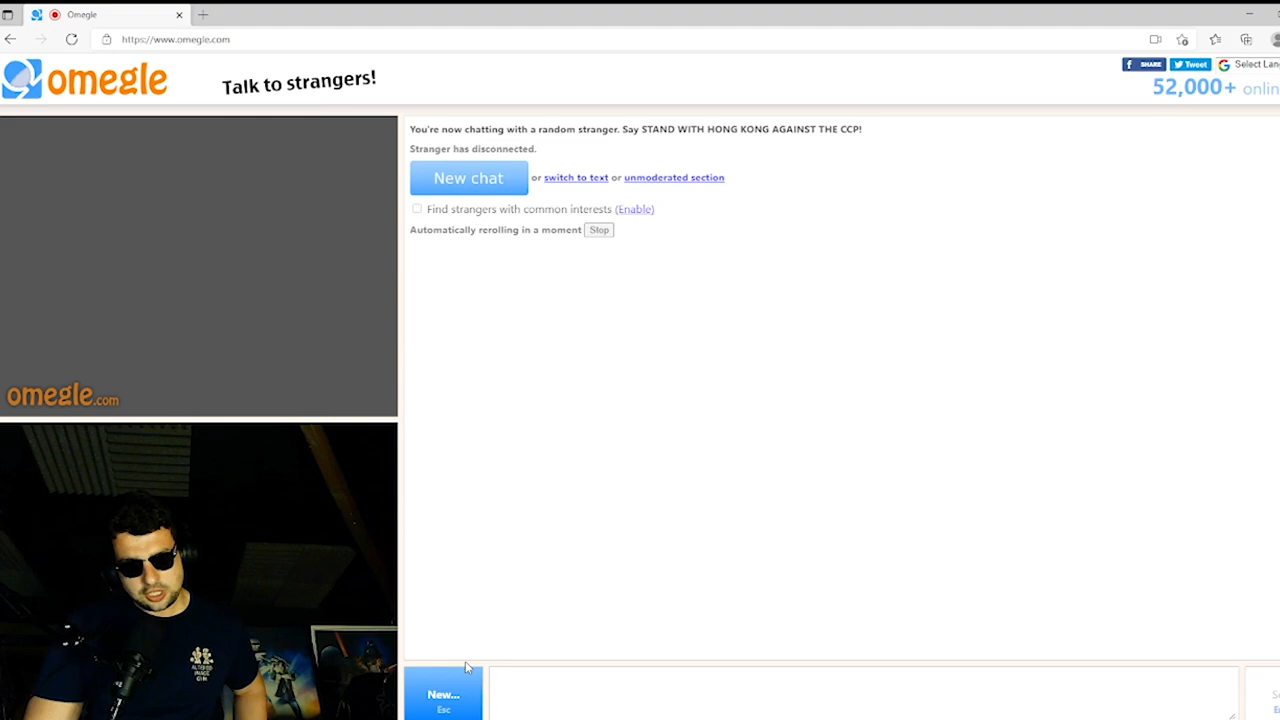 Omegle
https://www.omegle.com
omegle
Talk to strangers!
SHARE
Tweet
Select Lan
52,000+ onlin
You're now chatting with a random stranger. Say STAND WITH HONG KONG AGAINST THE CCP!
Stranger has disconnected.
New chat or switch to text or unmoderated section
Find strangers with common interests (Enable)
Automatically rerolling in a moment Stop
omegle.com
ALTERED
IMAGE
New...
Esc